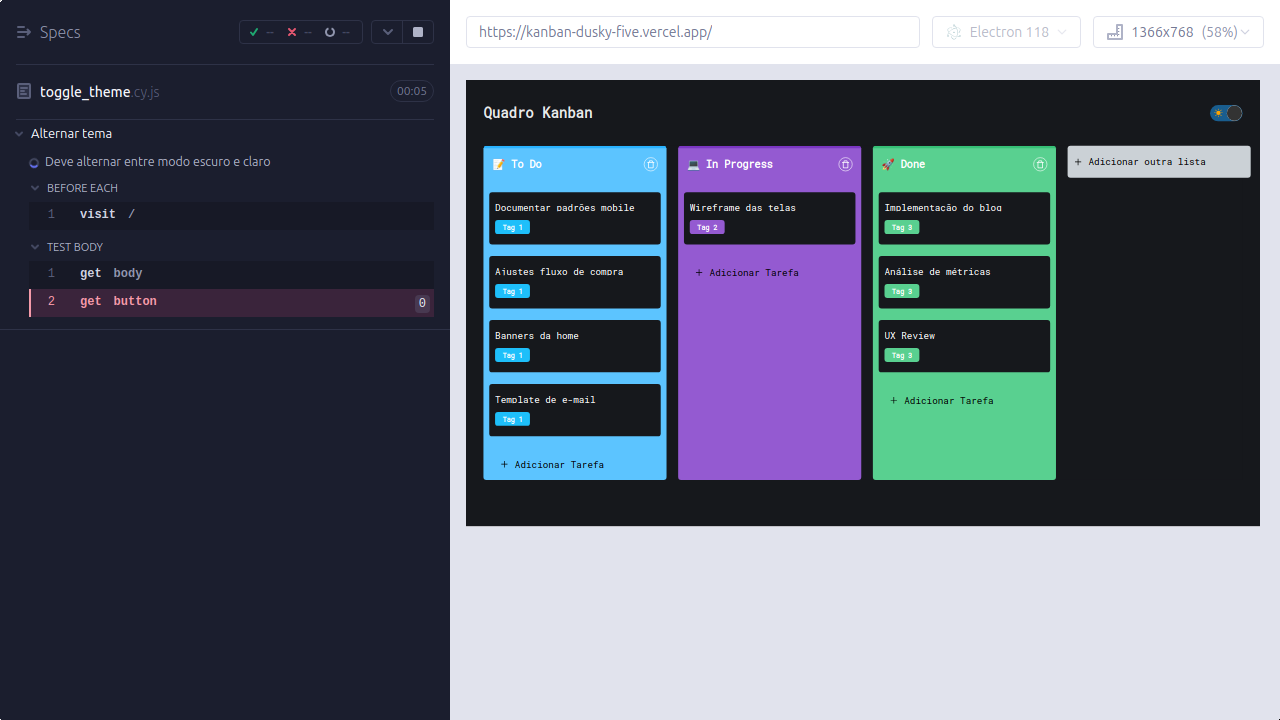 Specs
-- -- --
toggle_theme.cy.js
00:05
Alternar tema
Deve alternar entre modo escuro e claro
BEFORE EACH
1 visit /
TEST BODY
1 get body
2 get button 0
https://kanban-dusky-five.vercel.app/
Electron 118
1366x768 (58%)
Quadro Kanban
📝 To Do
Documentar padrões mobile
Tag 1
Ajustes fluxo de compra
Tag 1
Banners da home
Tag 1
Template de e-mail
Tag 1
+ Adicionar Tarefa
💻 In Progress
Wireframe das telas
Tag 2
+ Adicionar Tarefa
🚀 Done
Implementação do blog
Tag 3
Análise de métricas
Tag 3
UX Review
Tag 3
+ Adicionar Tarefa
+ Adicionar outra lista